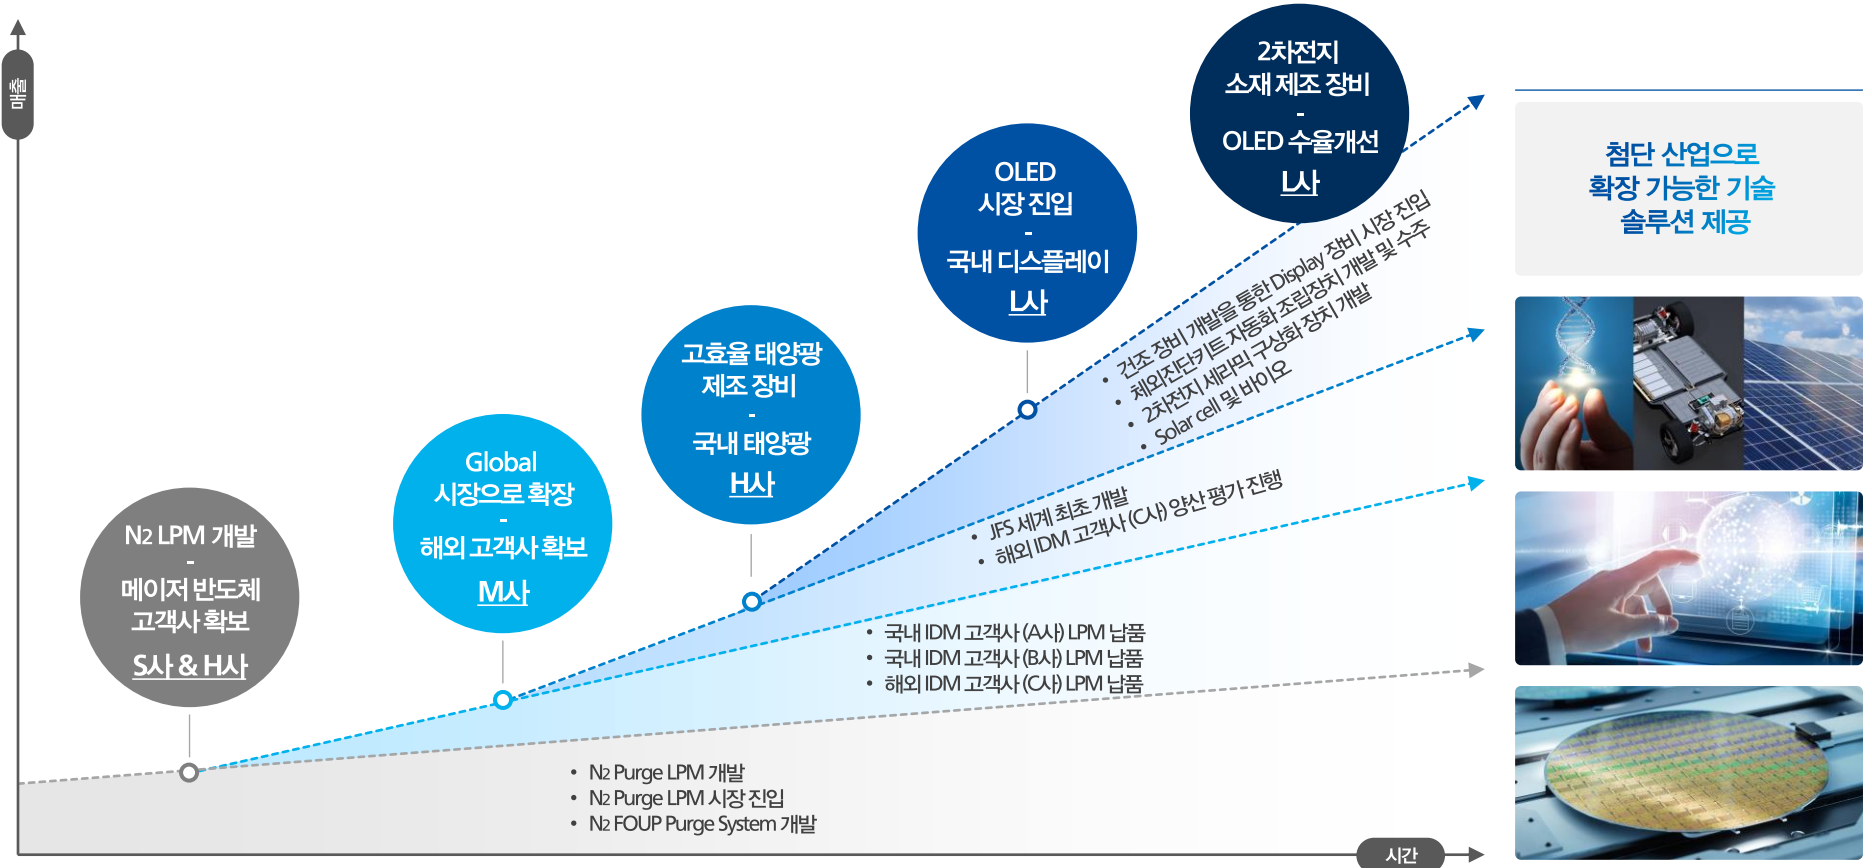 매출
N2 LPM 개발
-
메이저 반도체
고객사 확보
S사 & H사
Global
시장으로 확장
-
해외 고객사 확보
M사
고효율 태양광
제조 장비
-
국내 태양광
H사
OLED
시장 진입
-
국내 디스플레이
L사
2차전지
소재 제조 장비
-
OLED 수율개선
L사
• 건조 장비 개발을 통한 Display 장비 시장 진입
• 체외진단키트 자동화 조립장치 개발 및 수주
• 2차전지 세라믹 구상화 장치 개발
• Solar cell 및 바이오
• JFS 세계 최초 개발
• 해외 IDM 고객사 (C사) 양산 평가 진행
• 국내 IDM 고객사 (A사) LPM 납품
• 국내 IDM 고객사 (B사) LPM 납품
• 해외 IDM 고객사 (C사) LPM 납품
• N2 Purge LPM 개발
• N2 Purge LPM 시장 진입
• N2 FOUP Purge System 개발
시간
첨단 산업으로
확장 가능한 기술
솔루션 제공